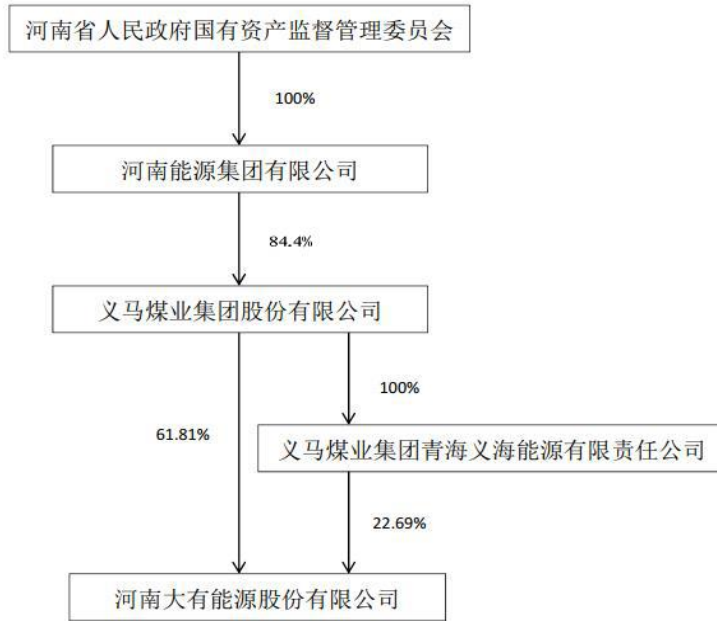 河南省人民政府国有资产监督管理委员会
100%
河南能源集团有限公司
84.4%
义马煤业集团股份有限公司
100%
61.81%
义马煤业集团青海义海能源有限责任公司
22.69%
河南大有能源股份有限公司